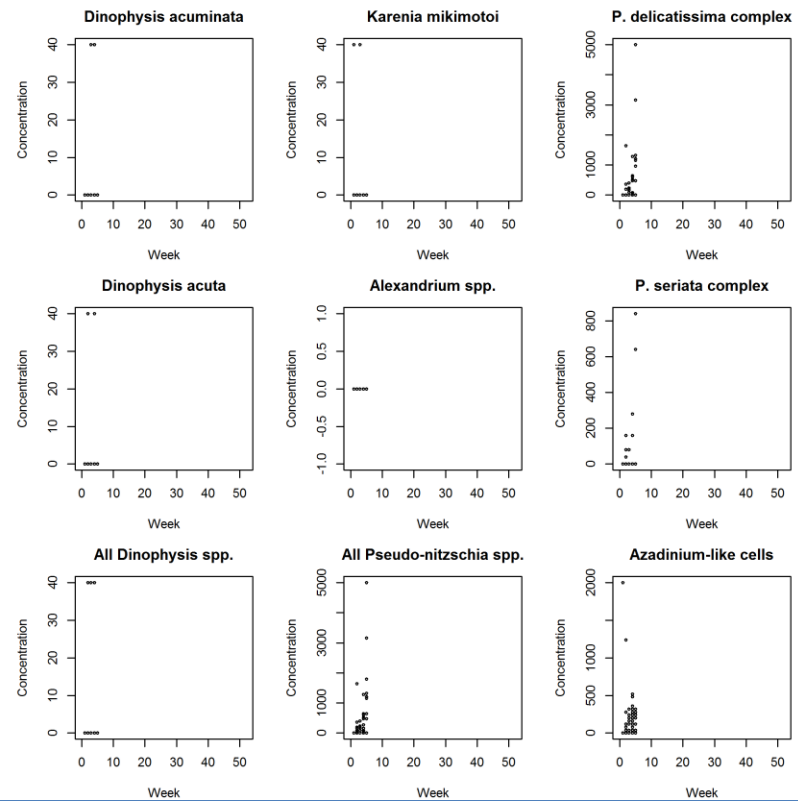 Dinophysis acuminata
Karenia mikimotoi
P. delicatissima complex
Concentration
0 10 20 30 40
0 10 20 30 40 50
Week
Concentration
0 10 20 30 40
0 10 20 30 40 50
Week
Concentration
0 1000 3000 5000
0 10 20 30 40 50
Week
Dinophysis acuta
Alexandrium spp.
P. seriata complex
Concentration
0 10 20 30 40
0 10 20 30 40 50
Week
Concentration
-1.0 -0.5 0.0 0.5 1.0
0 10 20 30 40 50
Week
Concentration
0 200 400 600 800
0 10 20 30 40 50
Week
All Dinophysis spp.
All Pseudo-nitzschia spp.
Azadinium-like cells
Concentration
0 10 20 30 40
0 10 20 30 40 50
Week
Concentration
0 1000 3000 5000
0 10 20 30 40 50
Week
Concentration
0 500 1000 2000
0 10 20 30 40 50
Week